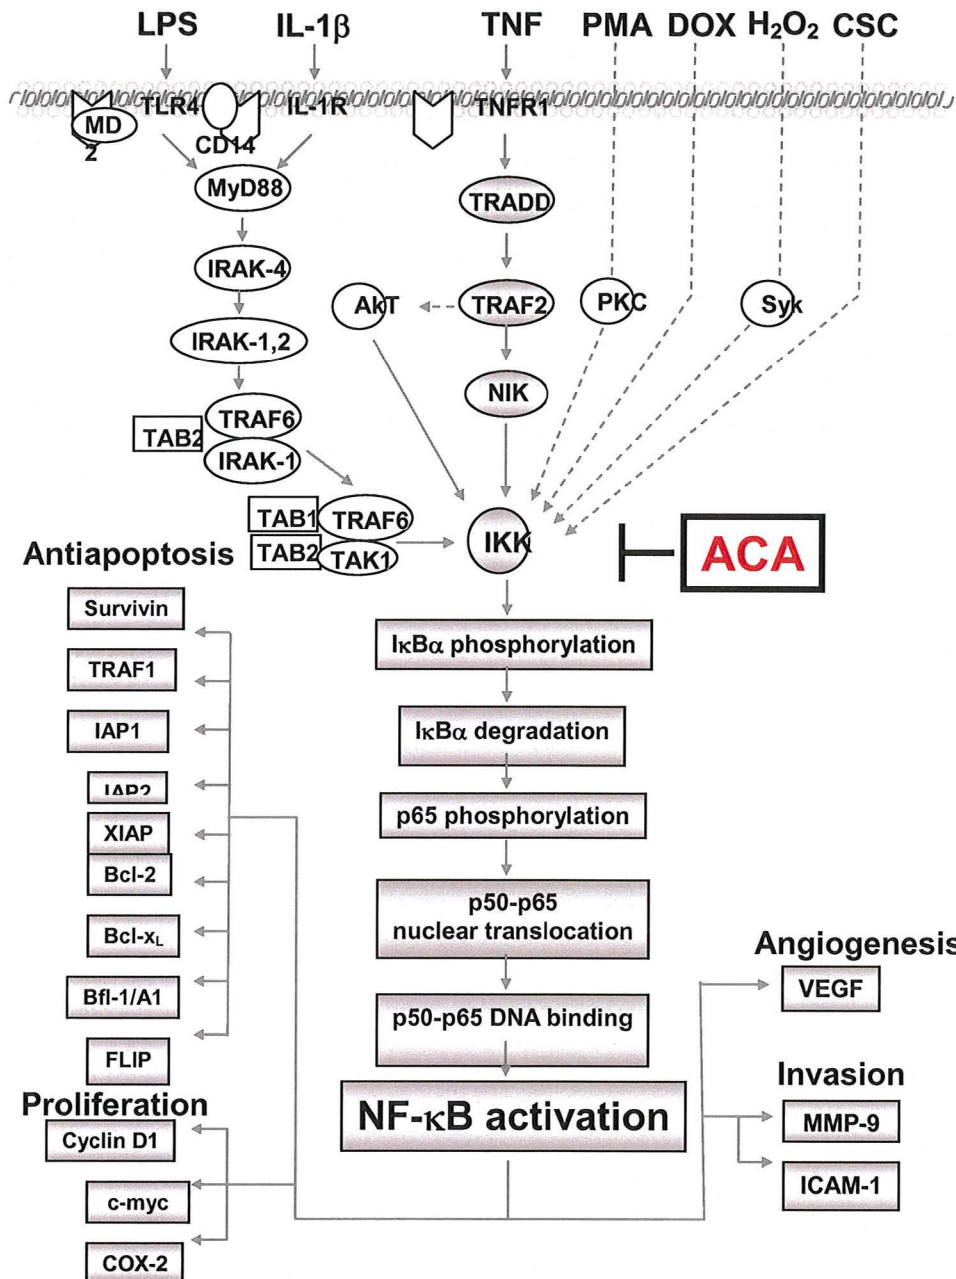 LPS
IL-1β
TNF
PMA
DOX
H₂O₂
CSC
MD
2
TLR4
CD14
IL-1R
TNFR1
MyD88
TRADD
IRAK-4
AkT
TRAF2
PKC
Syk
IRAK-1,2
NIK
TAB2
TRAF6
IRAK-1
TAB1
TRAF6
TAB2
TAK1
IKK
ACA
Antiapoptosis
Survivin
TRAF1
IAP1
IAP2
XIAP
Bcl-2
Bcl-x_L
Bfl-1/A1
FLIP
IκBα phosphorylation
IκBα degradation
p65 phosphorylation
p50-p65
nuclear translocation
p50-p65 DNA binding
NF-κB activation
Angiogenesis
VEGF
Invasion
MMP-9
ICAM-1
Proliferation
Cyclin D1
c-myc
COX-2